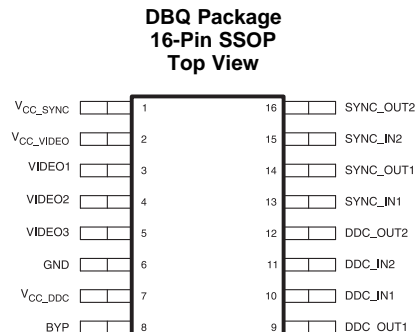 DBQ Package
16-Pin SSOP
Top View
VCC_SYNC 1 16 SYNC_OUT2
VCC_VIDEO 2 15 SYNC_IN2
VIDEO1 3 14 SYNC_OUT1
VIDEO2 4 13 SYNC_IN1
VIDEO3 5 12 DDC_OUT2
GND 6 11 DDC_IN2
VCC_DDC 7 10 DDC_IN1
BYP 8 9 DDC_OUT1